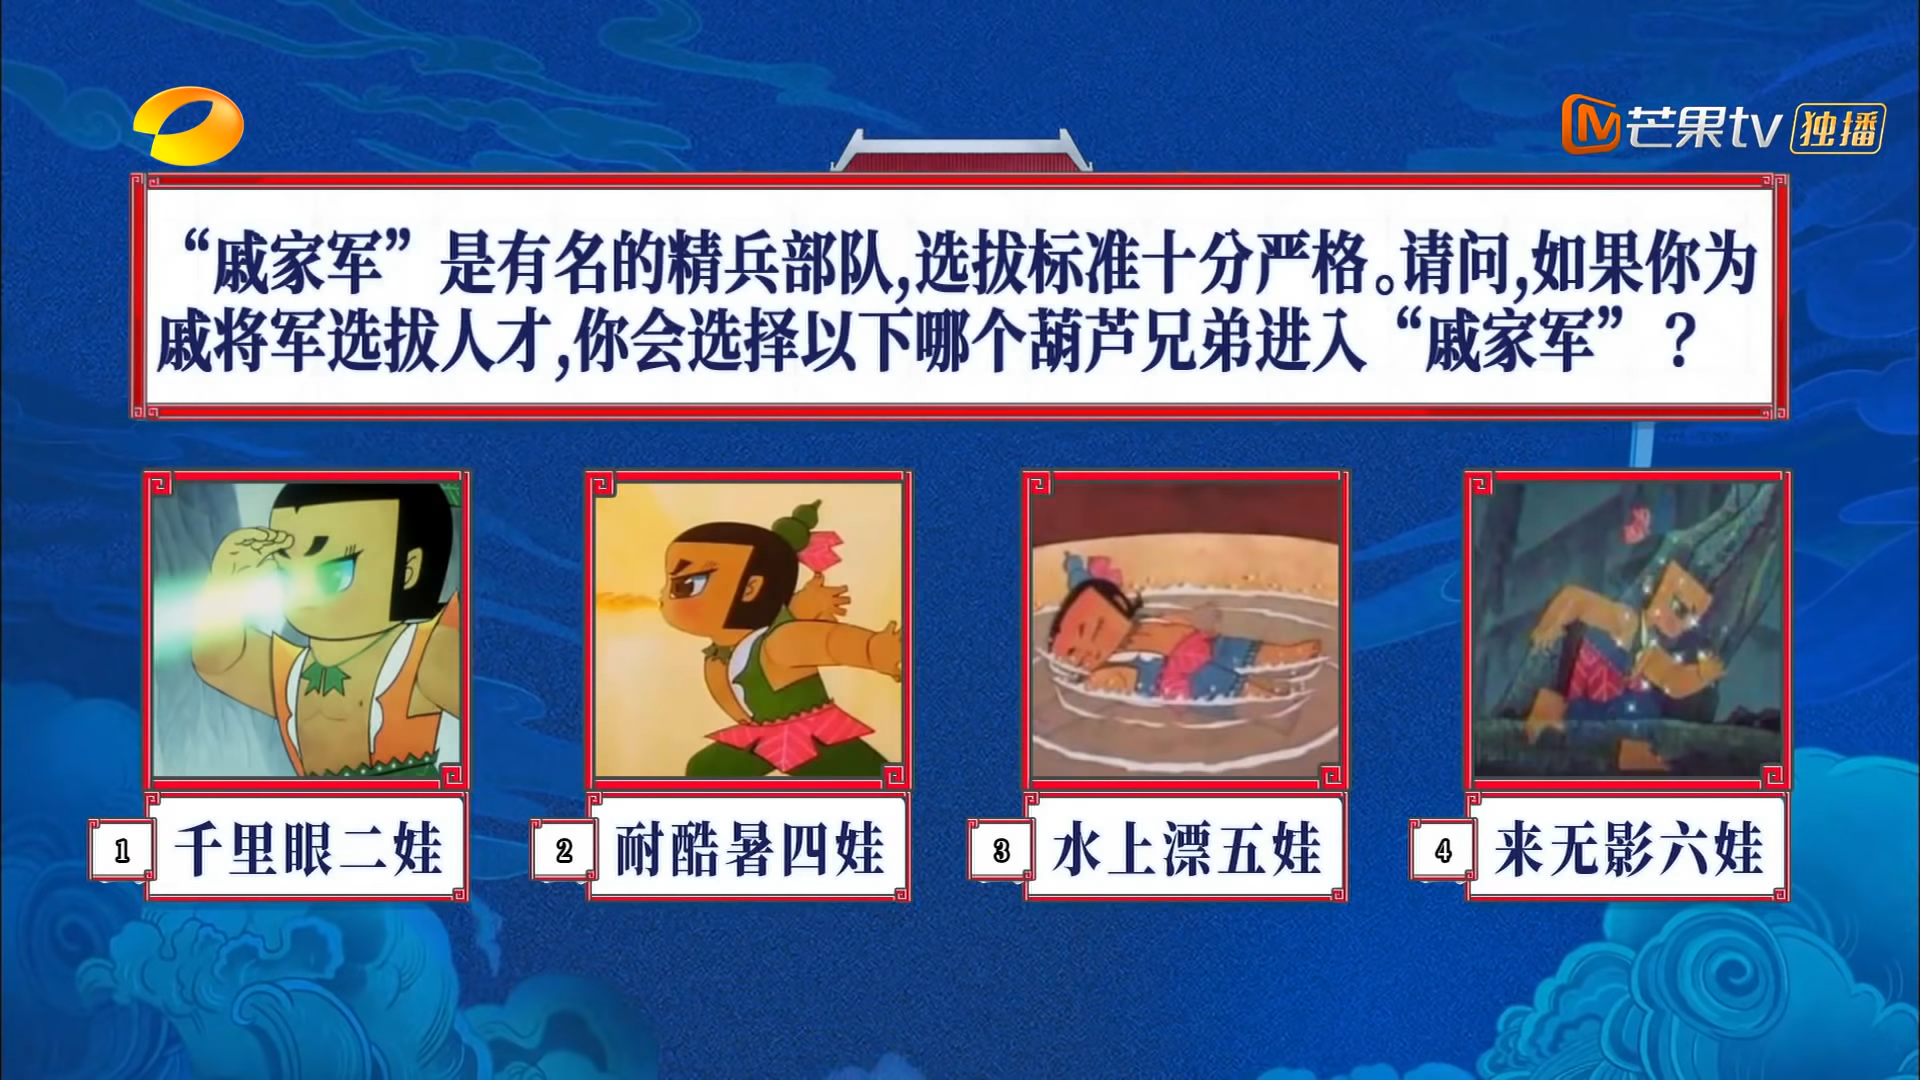 芒果tv 独播
“戚家军”是有名的精兵部队,选拔标准十分严格。请问,如果你为
戚将军选拔人才,你会选择以下哪个葫芦兄弟进入“戚家军”？
1 千里眼二娃
2 耐酷暑四娃
3 水上漂五娃
4 来无影六娃